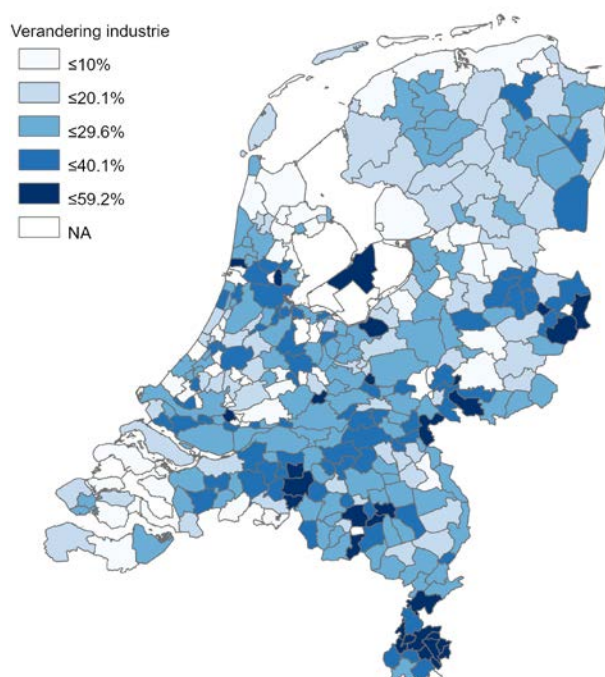 Verandering industrie
≤10%
≤20.1%
≤29.6%
≤40.1%
≤59.2%
NA